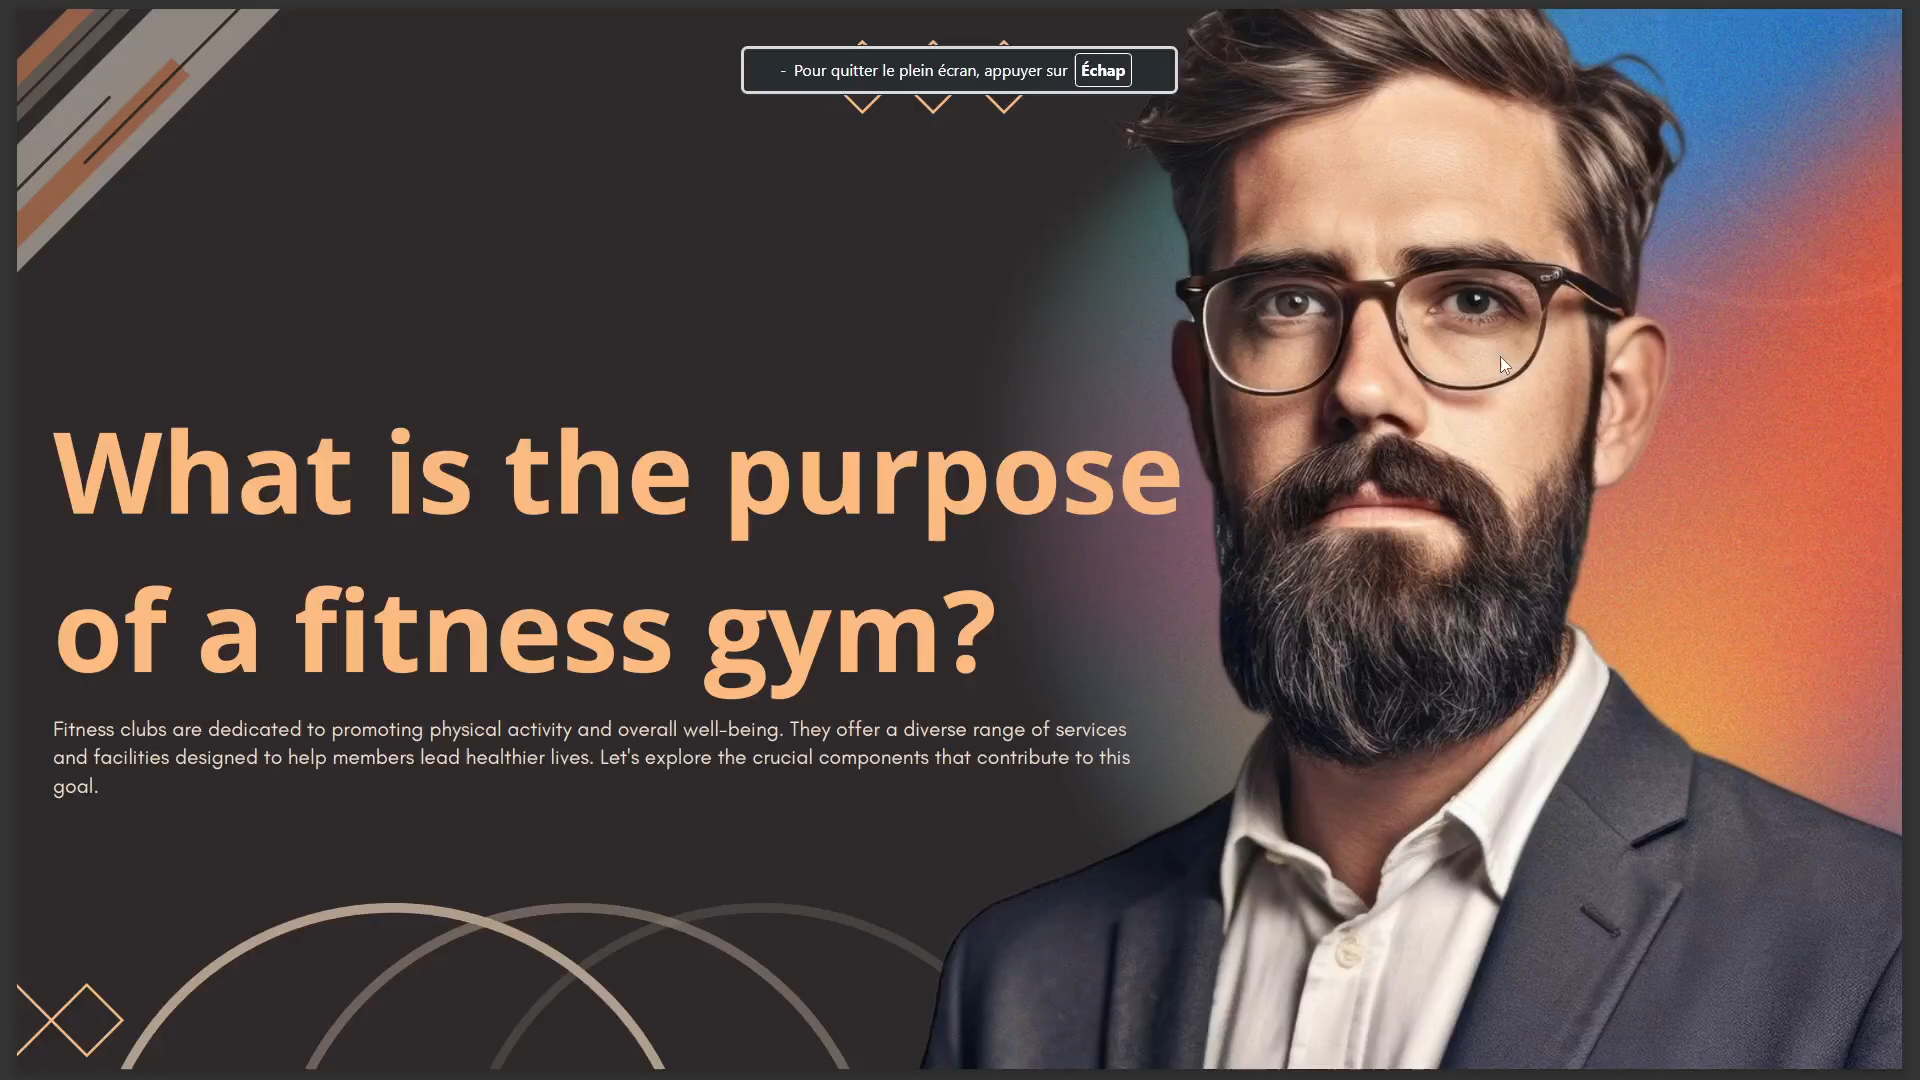 - Pour quitter le plein écran, appuyer sur Échap
What is the purpose
of a fitness gym?
Fitness clubs are dedicated to promoting physical activity and overall well-being. They offer a diverse range of services
and facilities designed to help members lead healthier lives. Let's explore the crucial components that contribute to this
goal.